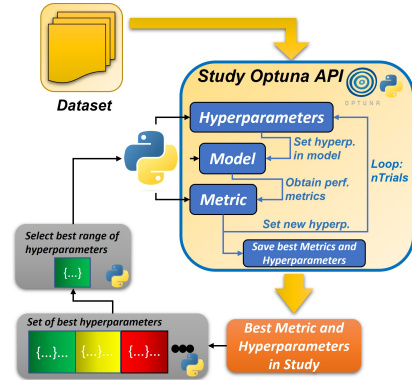 Dataset
Study Optuna API
OPTUNA
Hyperparameters
Set hyperp.
in model
Model
Loop:
nTrials
Obtain perf.
metrics
Metric
Set new hyperp.
Save best Metrics and
Hyperparameters
Select best range of
hyperparameters
{...}
Set of best hyperparameters
{...}... {...}... {...}...
Best Metric and
Hyperparameters
in Study